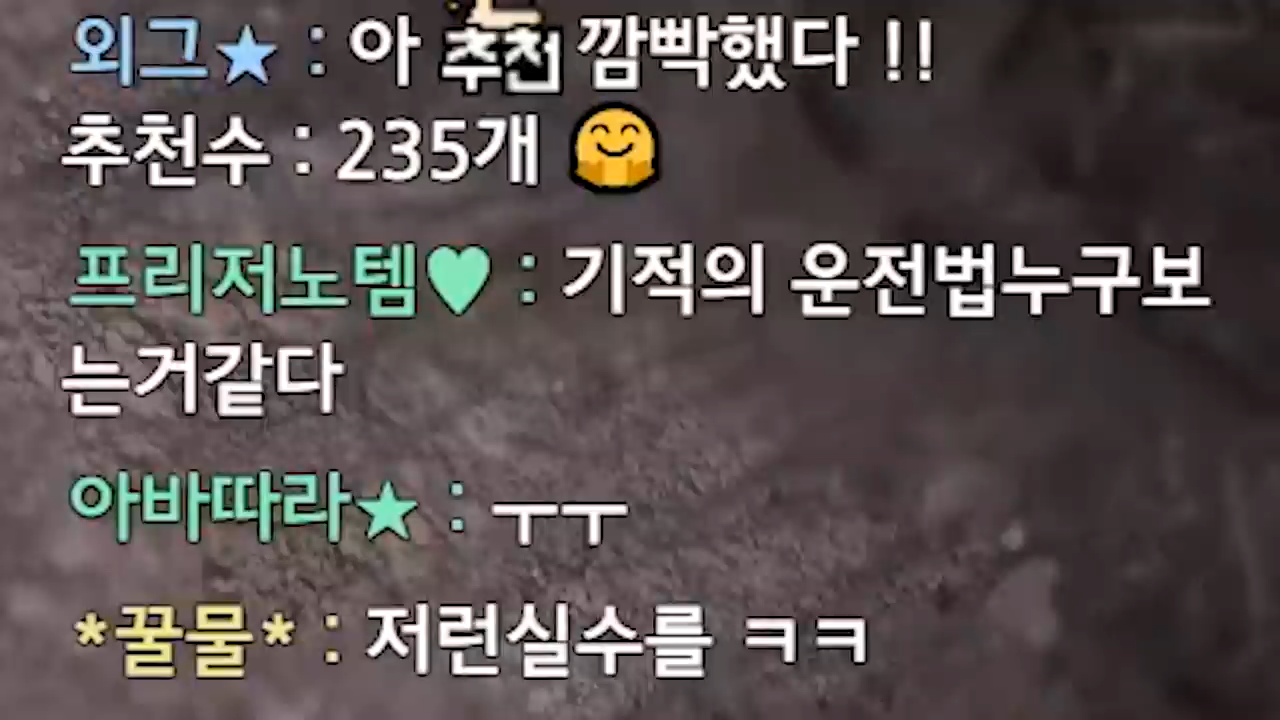 외그★ : 아 추천 깜빡했다 !!
추천수 : 235개 🤗
프리저노템♥ : 기적의 운전법누구보
는거같다
아바따라★ : ㅜㅜ
*꿀물* : 저런실수를 ㅋㅋ